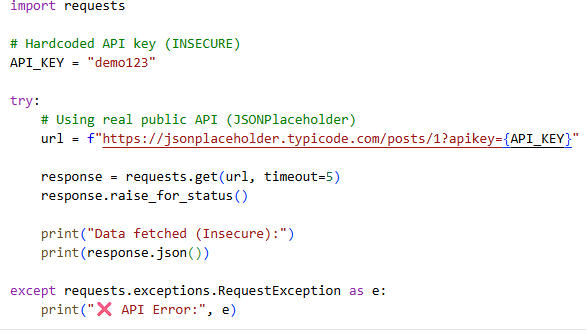 import requests

# Hardcoded API key (INSECURE)
API_KEY = "demo123"

try:
    # Using real public API (JSONPlaceholder)
    url = f"https://jsonplaceholder.typicode.com/posts/1?apikey={API_KEY}"

    response = requests.get(url, timeout=5)
    response.raise_for_status()

    print("Data fetched (Insecure):")
    print(response.json())

except requests.exceptions.RequestException as e:
    print("❌ API Error:", e)